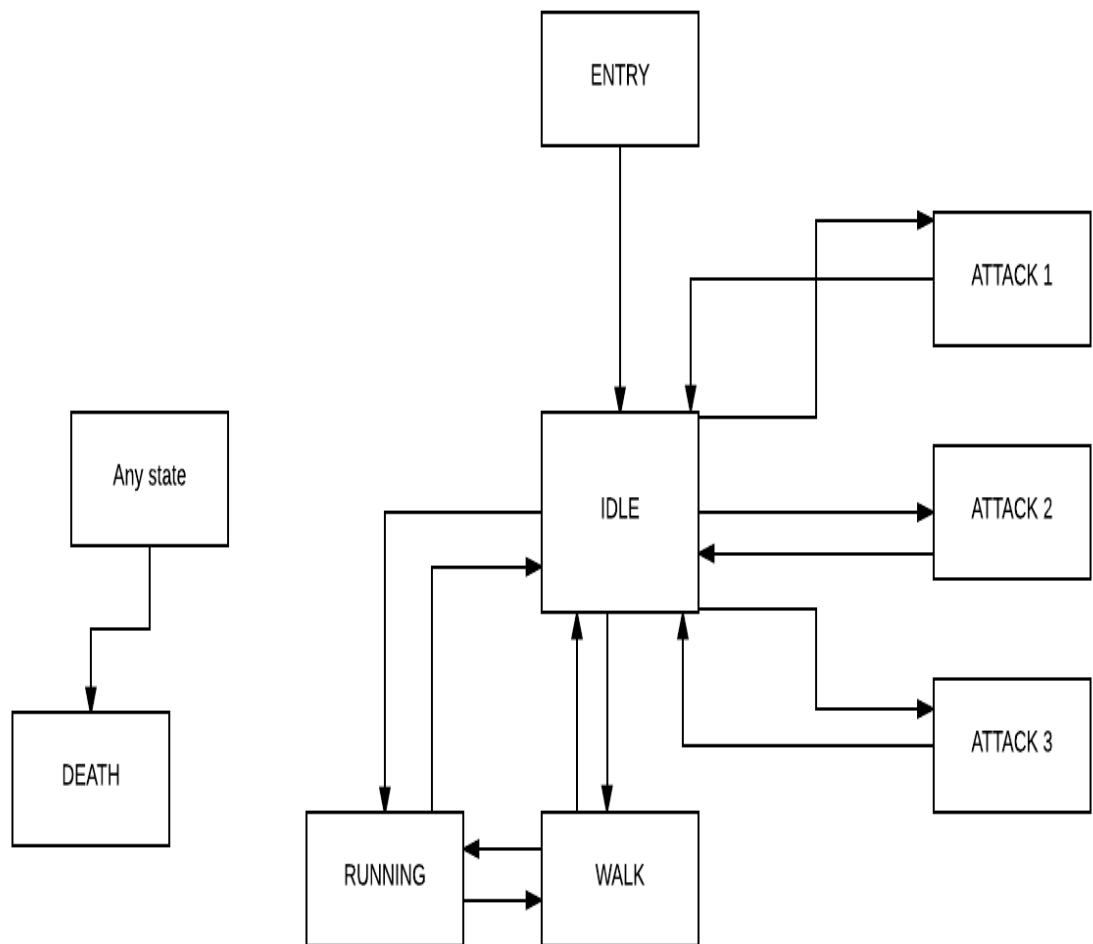 ENTRY
ATTACK 1
Any state
IDLE
ATTACK 2
ATTACK 3
DEATH
RUNNING
WALK